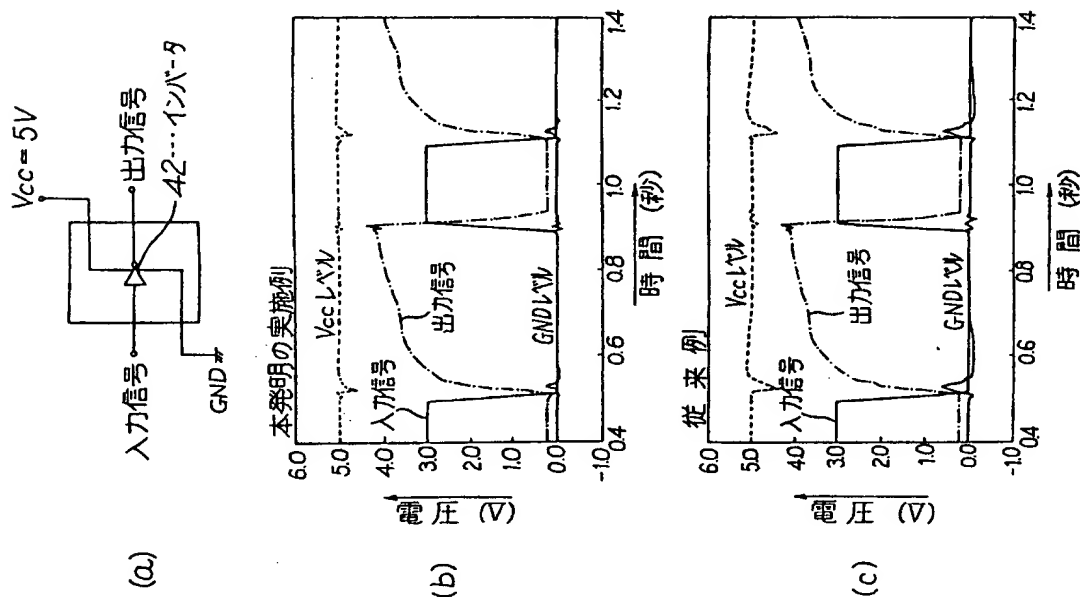 (a)
Vcc=5V
入力信号
出力信号
42…インバータ
GND
(b)
本発明の実施例
電圧 (V)
6.0
5.0
4.0
3.0
2.0
1.0
0.0
-1.0
Vccレベル
入力信号
出力信号
GNDレベル
0.4
0.6
0.8
1.0
1.2
1.4
時間 (秒)
(c)
従来例
電圧 (V)
6.0
5.0
4.0
3.0
2.0
1.0
0.0
-1.0
Vccレベル
入力信号
出力信号
GNDレベル
0.4
0.6
0.8
1.0
1.2
1.4
時間 (秒)